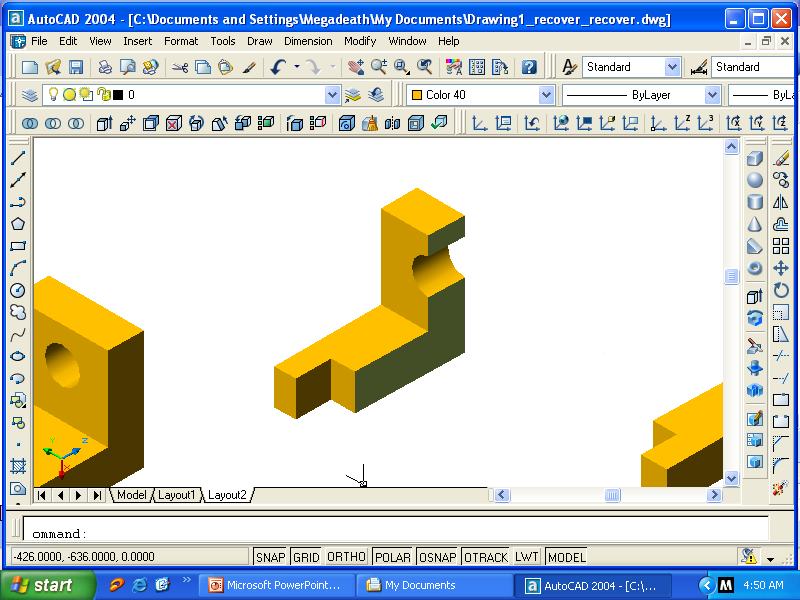 AutoCAD 2004 - [C:\Documents and Settings\Megadeath\My Documents\Drawing1_recover_recover.dwg]
File Edit View Insert Format Tools Draw Dimension Modify Window Help
Standard Standard
0 Color 40 ByLayer ByLa
Y Z X
Model Layout1 Layout2
ommand:
-426.0000, -636.0000, 0.0000 SNAP GRID ORTHO POLAR OSNAP OTRACK LWT MODEL
start Microsoft PowerPoint... My Documents AutoCAD 2004 - [C:\... M 4:50 AM